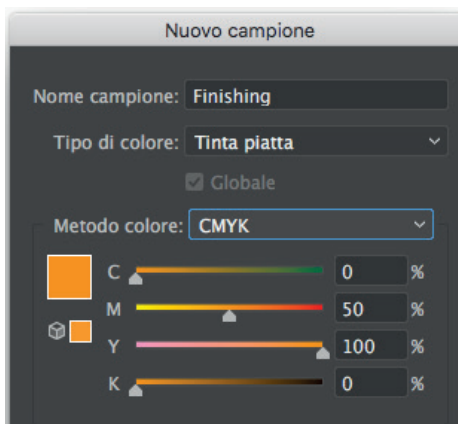 Nuovo campione
Nome campione: Finishing
Tipo di colore: Tinta piatta
Globale
Metodo colore: CMYK
C 0 %
M 50 %
Y 100 %
K 0 %